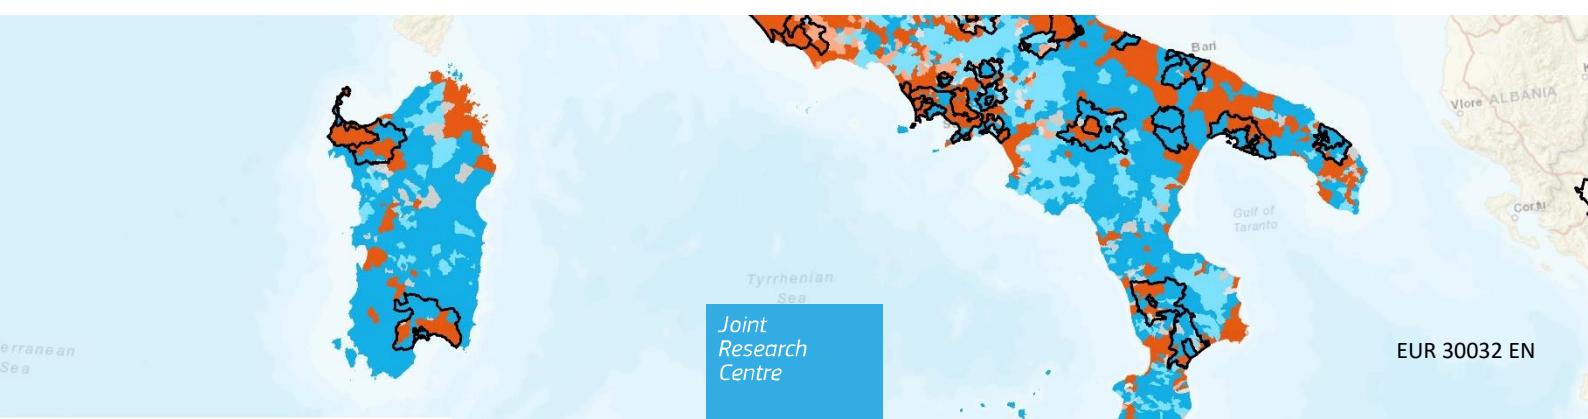 Bari
Vlore ALBANIA
Corfu
Gulf of
Taranto
Tyrrhenian
Sea
Joint
Research
Centre
EUR 30032 EN
erranean
Sea